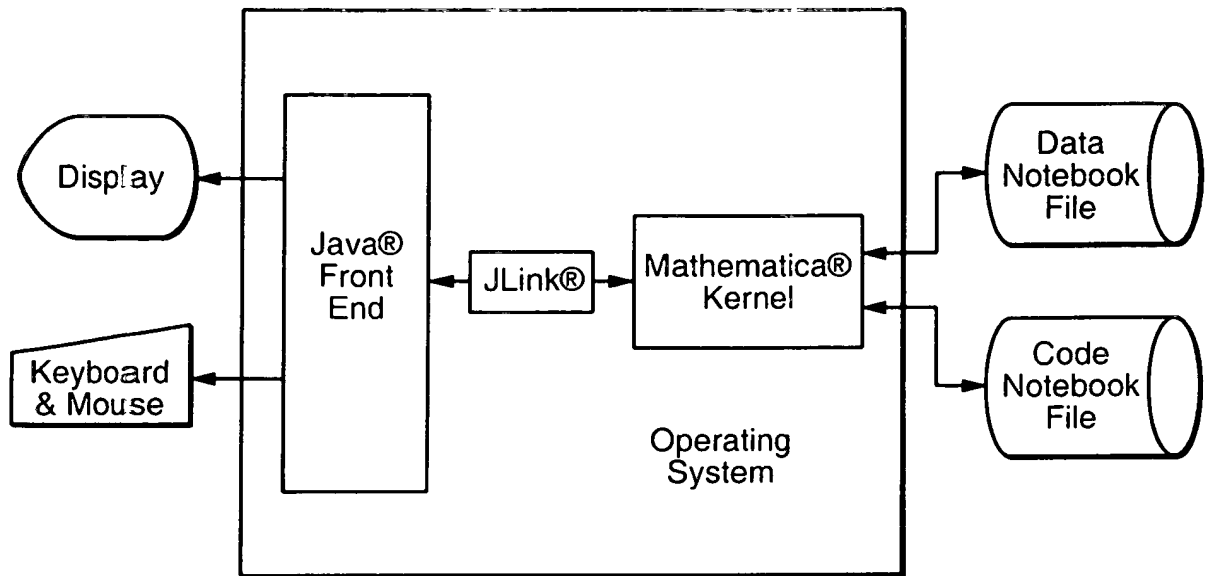 Display
Keyboard
& Mouse
Java®
Front
End
JLink®
Mathematica®
Kernel
Operating
System
Data
Notebook
File
Code
Notebook
File